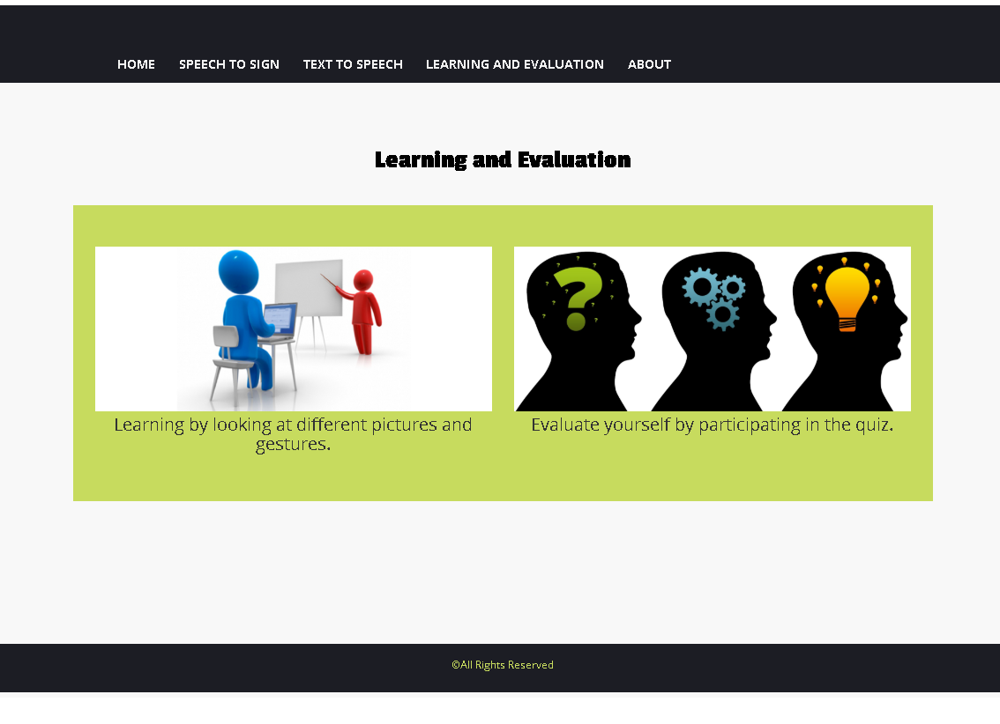 HOME SPEECH TO SIGN TEXT TO SPEECH LEARNING AND EVALUATION ABOUT
Learning and Evaluation
Learning by looking at different pictures and
gestures.
Evaluate yourself by participating in the quiz.
©All Rights Reserved